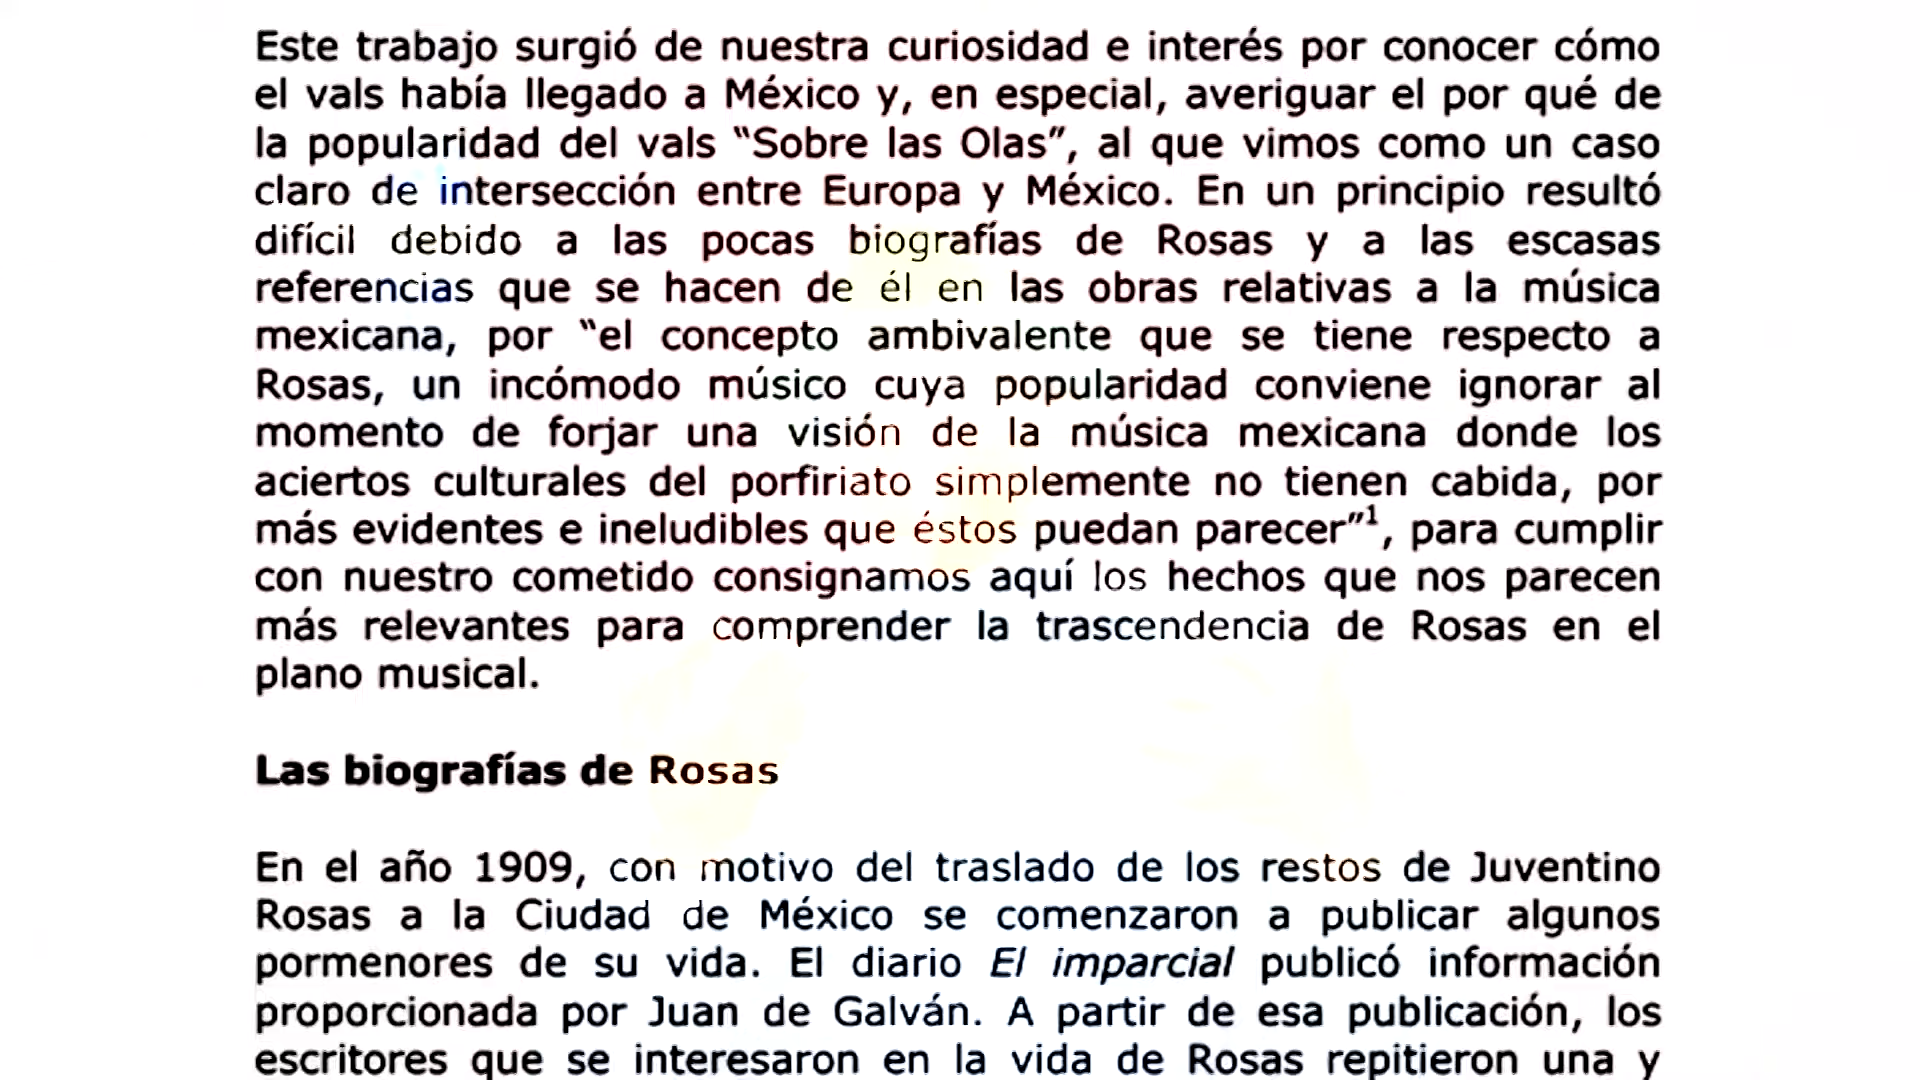 Este trabajo surgió de nuestra curiosidad e interés por conocer cómo
el vals había llegado a México y, en especial, averiguar el por qué de
la popularidad del vals “Sobre las Olas”, al que vimos como un caso
claro de intersección entre Europa y México. En un principio resultó
difícil debido a las pocas biografías de Rosas y a las escasas
referencias que se hacen de él en las obras relativas a la música
mexicana, por “el concepto ambivalente que se tiene respecto a
Rosas, un incómodo músico cuya popularidad conviene ignorar al
momento de forjar una visión de la música mexicana donde los
aciertos culturales del porfiriato simplemente no tienen cabida, por
más evidentes e ineludibles que éstos puedan parecer”¹, para cumplir
con nuestro cometido consignamos aquí los hechos que nos parecen
más relevantes para comprender la trascendencia de Rosas en el
plano musical.
Las biografías de Rosas
En el año 1909, con motivo del traslado de los restos de Juventino
Rosas a la Ciudad de México se comenzaron a publicar algunos
pormenores de su vida. El diario El imparcial publicó información
proporcionada por Juan de Galván. A partir de esa publicación, los
escritores que se interesaron en la vida de Rosas repitieron una y